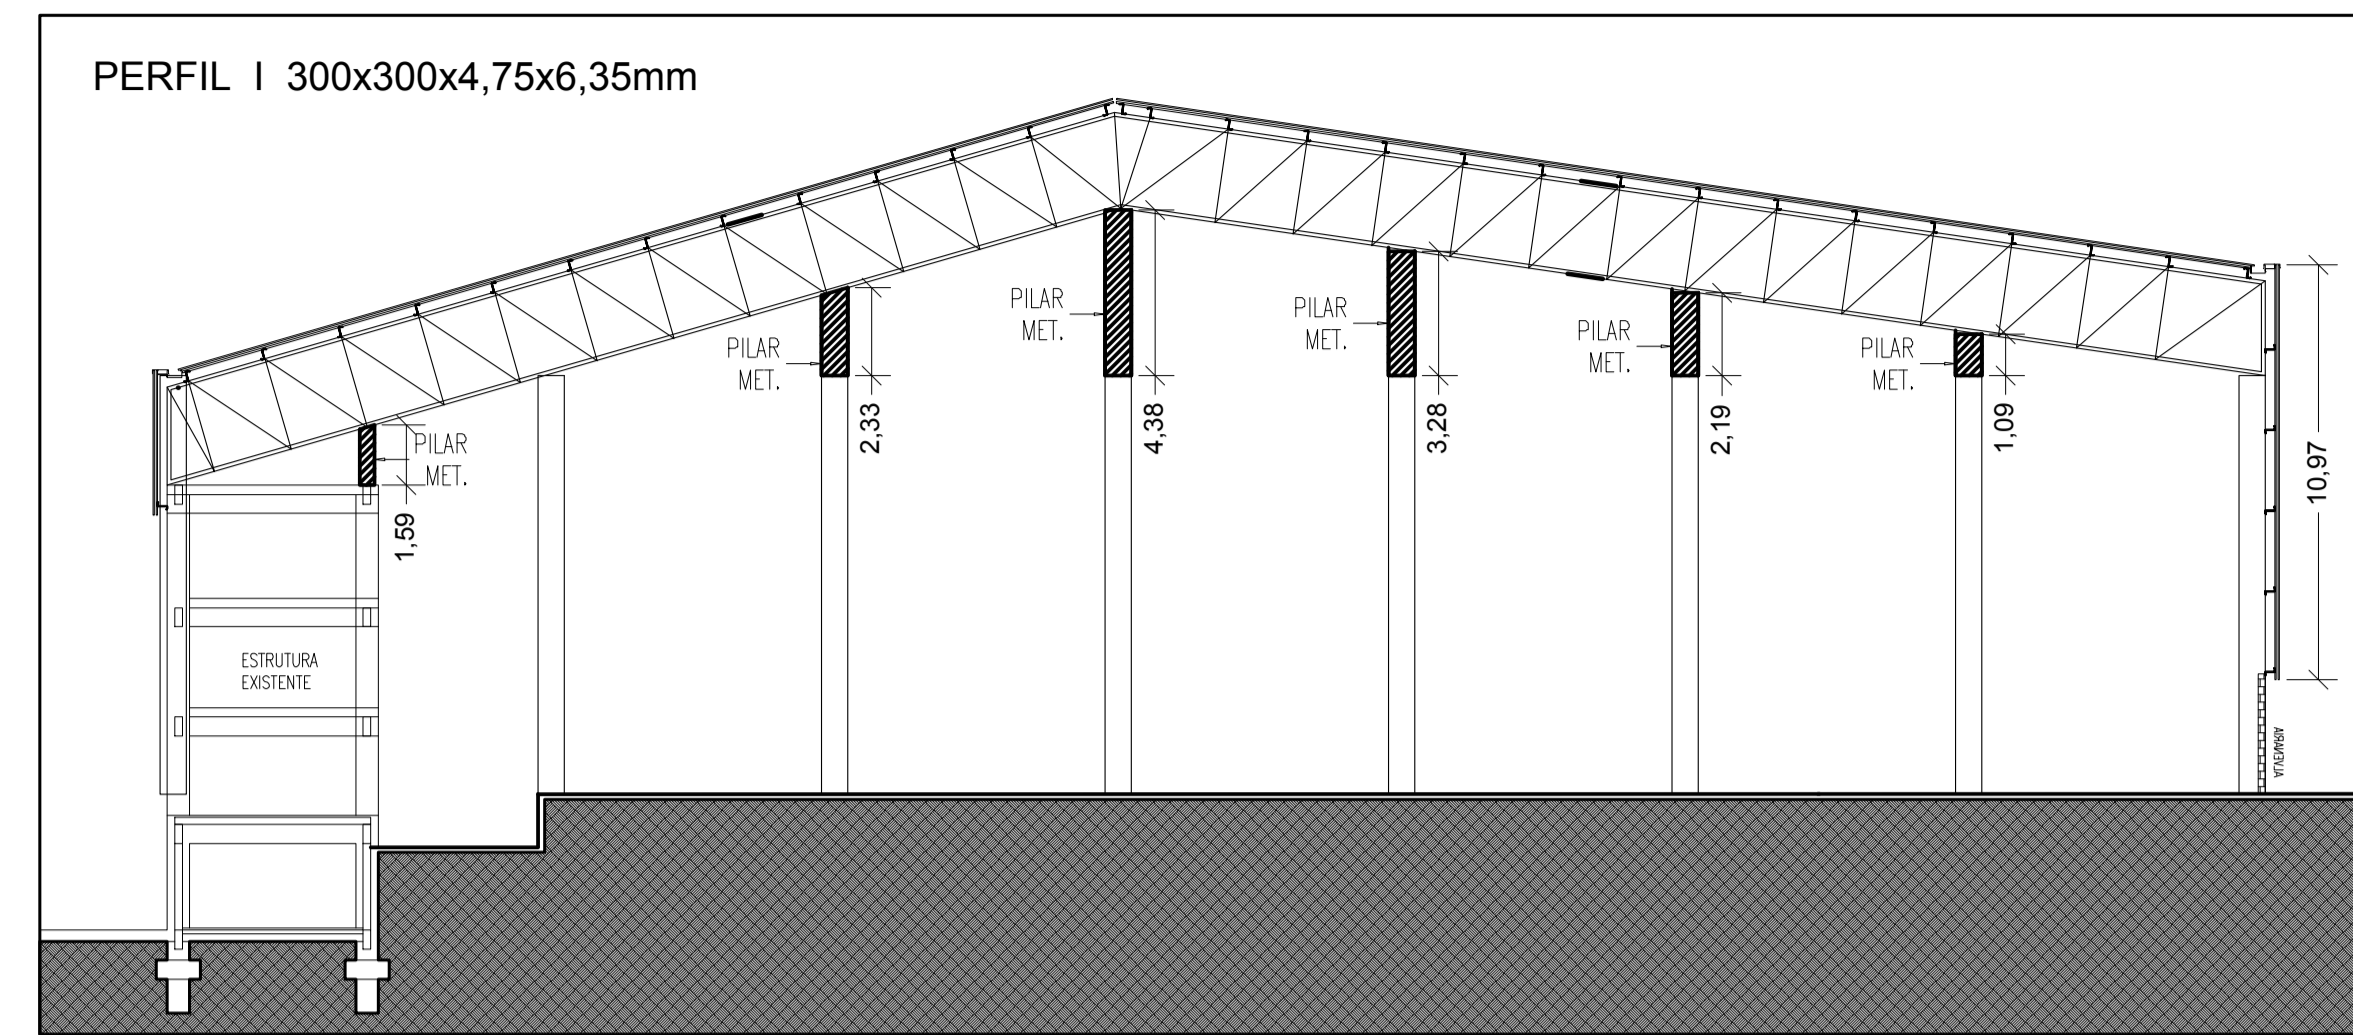 PERFIL I 300x300x4,75x6,35mm
PILAR
MET.
4,38
PILAR
MET.
3,28
PILAR
MET.
2,19
PILAR
MET.
2,33
PILAR
MET.
1,09
PILAR
MET.
1,59
10,97
ESTRUTURA
EXISTENTE
ALVENARIA